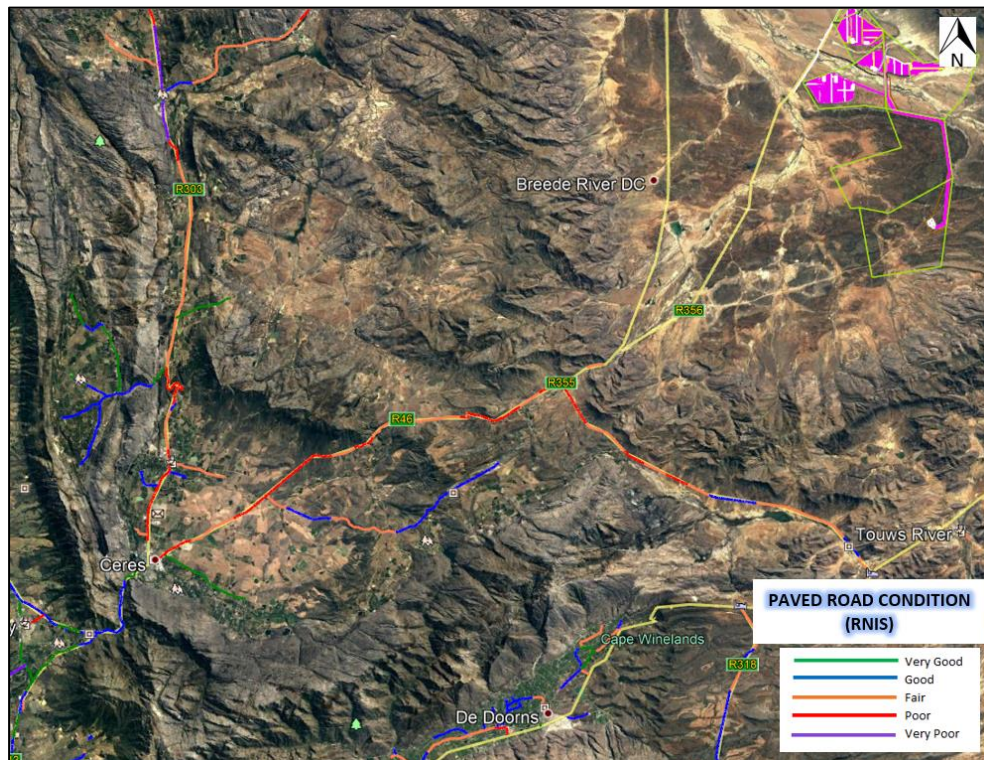 N
R303
Breede River DC
R356
R355
R46
Ceres
Touws River
Cape Winelands
R318
De Doorns
y
PAVED ROAD CONDITION
(RNIS)
Very Good
Good
Fair
Poor
Very Poor